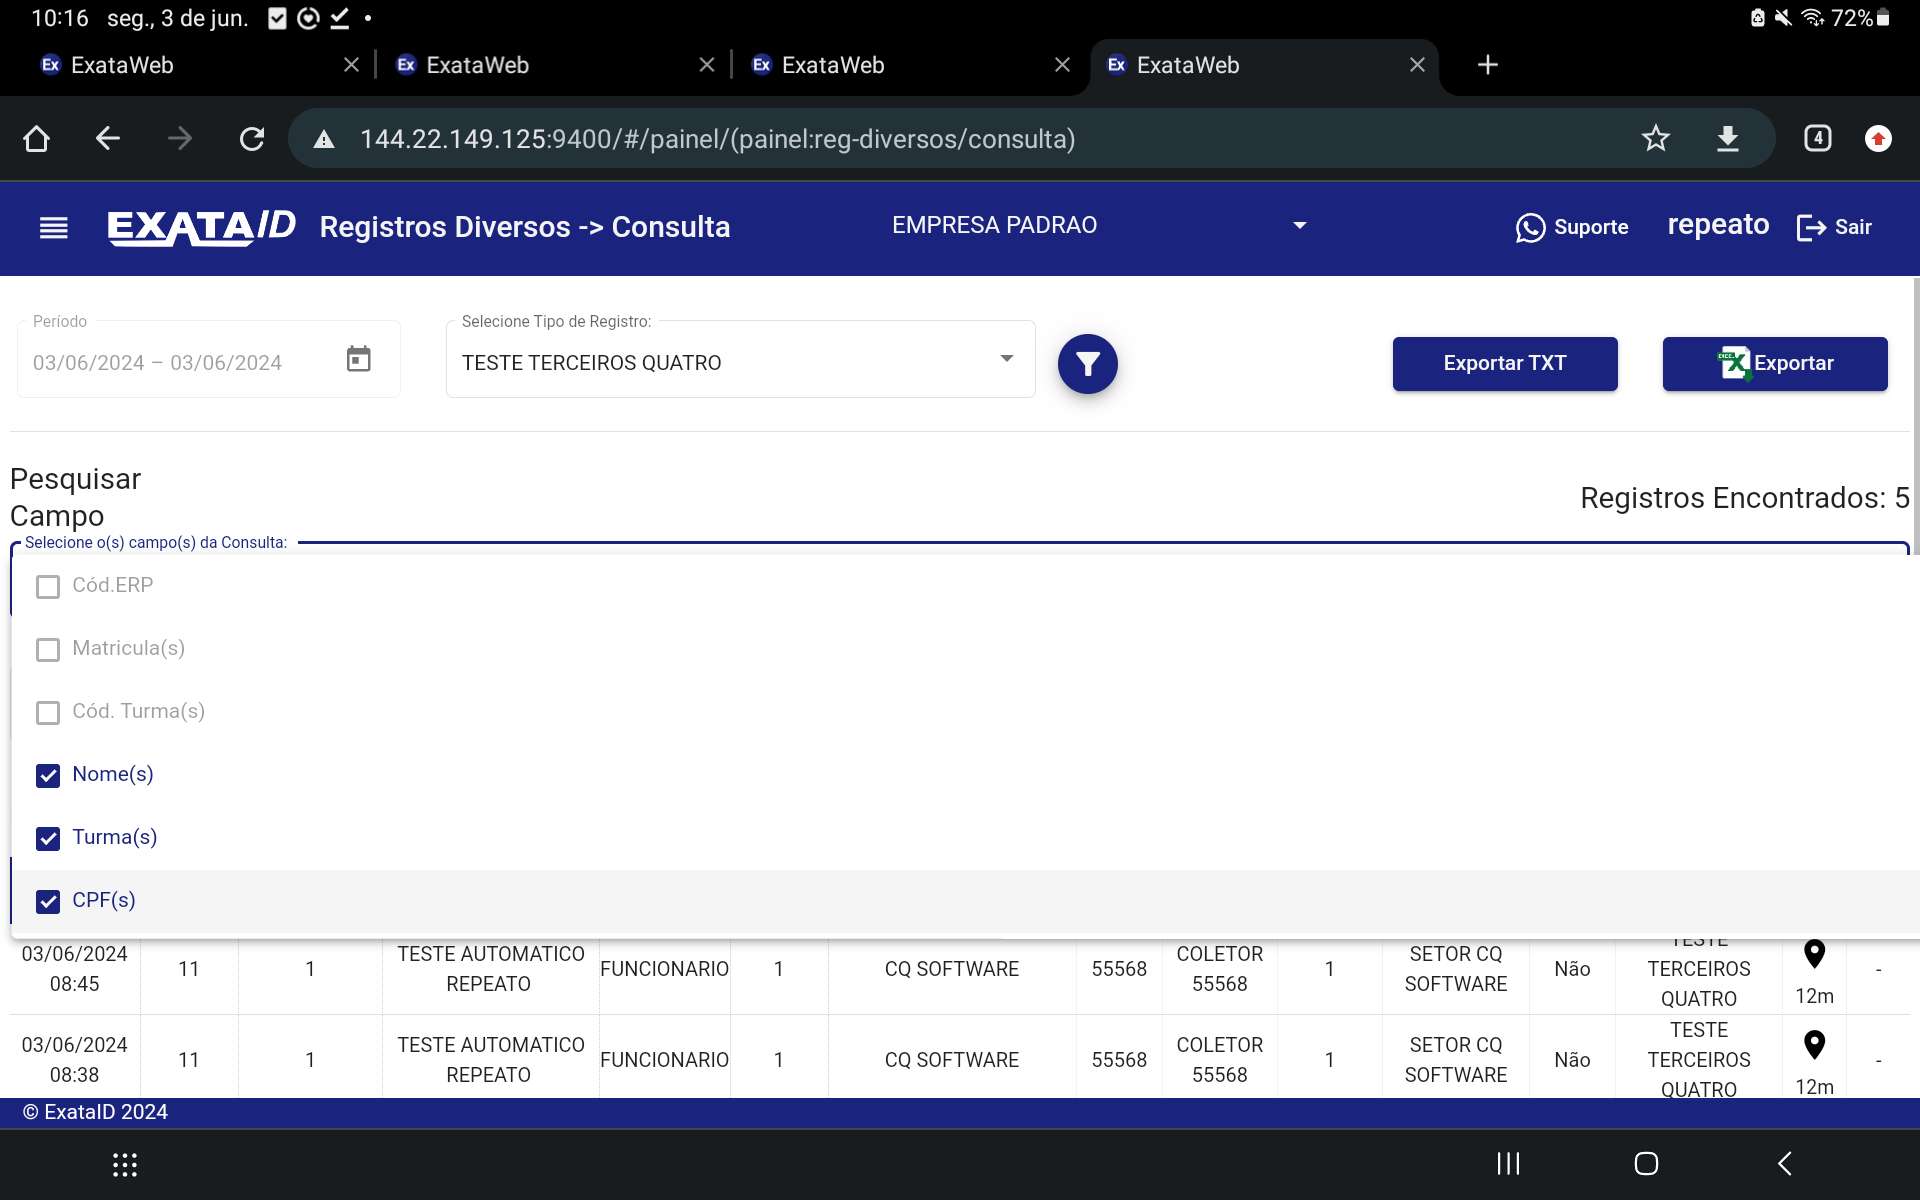 10:16 seg., 3 de jun.
72%
Ex ExataWeb
Ex ExataWeb
Ex ExataWeb
Ex ExataWeb
144.22.149.125:9400/#/painel/(painel:reg-diversos/consulta)
4
EXATAID Registros Diversos -> Consulta
EMPRESA PADRAO
Suporte
repeato
Sair
Período
03/06/2024 – 03/06/2024
Selecione Tipo de Registro:
TESTE TERCEIROS QUATRO
Exportar TXT
Exportar
Pesquisar
Campo
Registros Encontrados: 5
Selecione o(s) campo(s) da Consulta:
Cód.ERP
Matricula(s)
Cód. Turma(s)
Nome(s)
Turma(s)
CPF(s)
03/06/2024 08:45 11 1 TESTE AUTOMATICO REPEATO FUNCIONARIO 1 CQ SOFTWARE 55568 COLETOR 55568 1 SETOR CQ SOFTWARE Não TESTE TERCEIROS QUATRO 12m -
03/06/2024 08:38 11 1 TESTE AUTOMATICO REPEATO FUNCIONARIO 1 CQ SOFTWARE 55568 COLETOR 55568 1 SETOR CQ SOFTWARE Não TESTE TERCEIROS QUATRO 12m -
© ExataID 2024